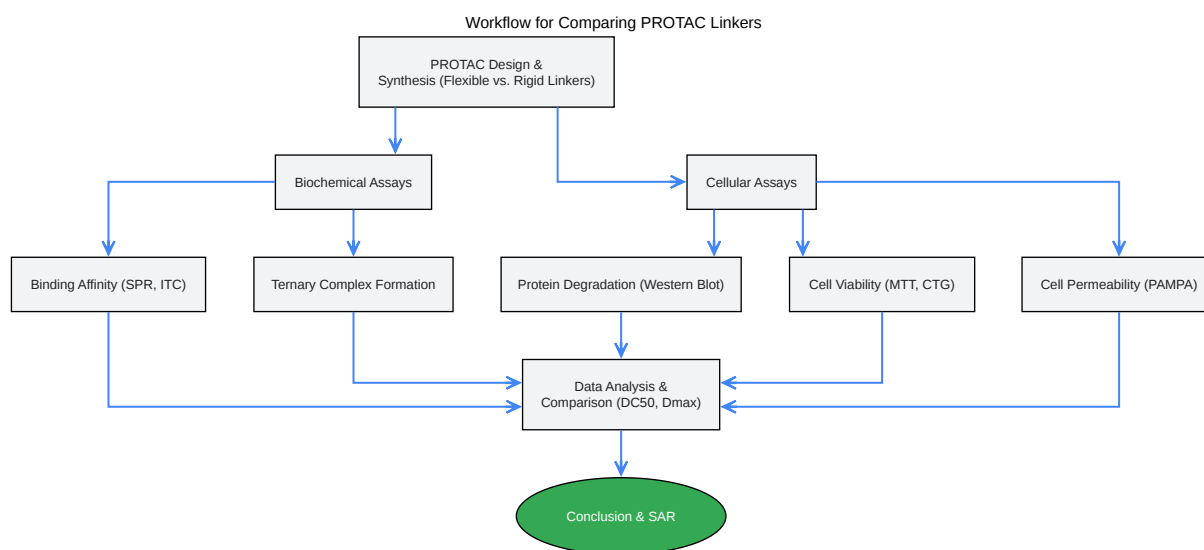 Workflow for Comparing PROTAC Linkers
PROTAC Design &
Synthesis (Flexible vs. Rigid Linkers)
Biochemical Assays
Cellular Assays
Binding Affinity (SPR, ITC)
Ternary Complex Formation
Protein Degradation (Western Blot)
Cell Viability (MTT, CTG)
Cell Permeability (PAMPA)
Data Analysis &
Comparison (DC50, Dmax)
Conclusion & SAR